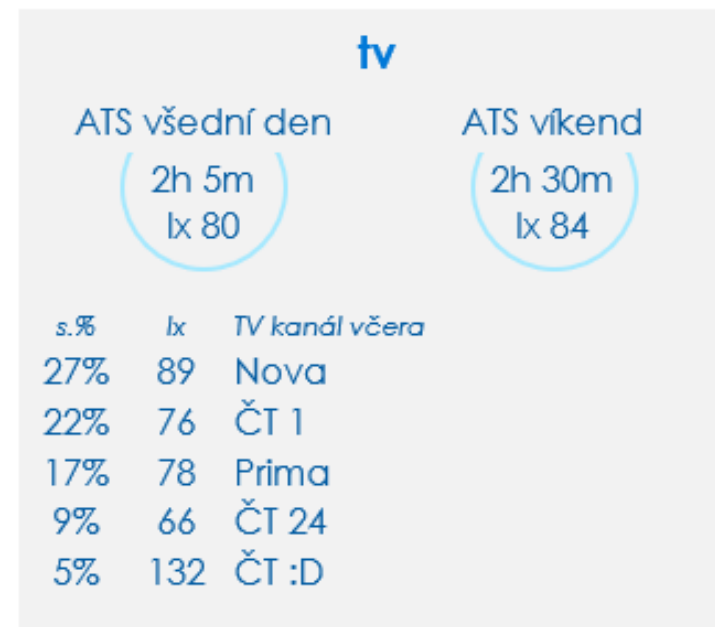 tv
ATS všední den ATS víkend
2h 5m 2h 30m
Ix 80 Ix 84
s.% Ix TV kanál včera
27% 89 Nova
22% 76 ČT 1
17% 78 Prima
9% 66 ČT 24
5% 132 ČT :D